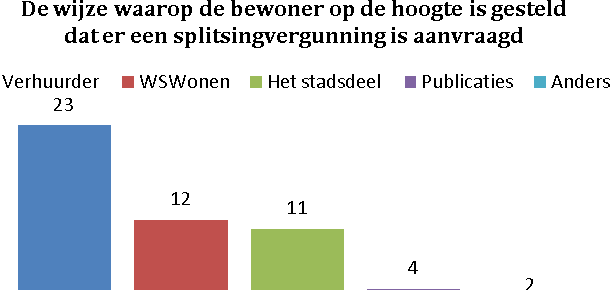 De wijze waarop de bewoner op de hoogte is gesteld
dat er een splitsingvergunning is aanvraagd
Verhuurder WSWonen Het stadsdeel Publicaties Anders
23
12
11
4
2